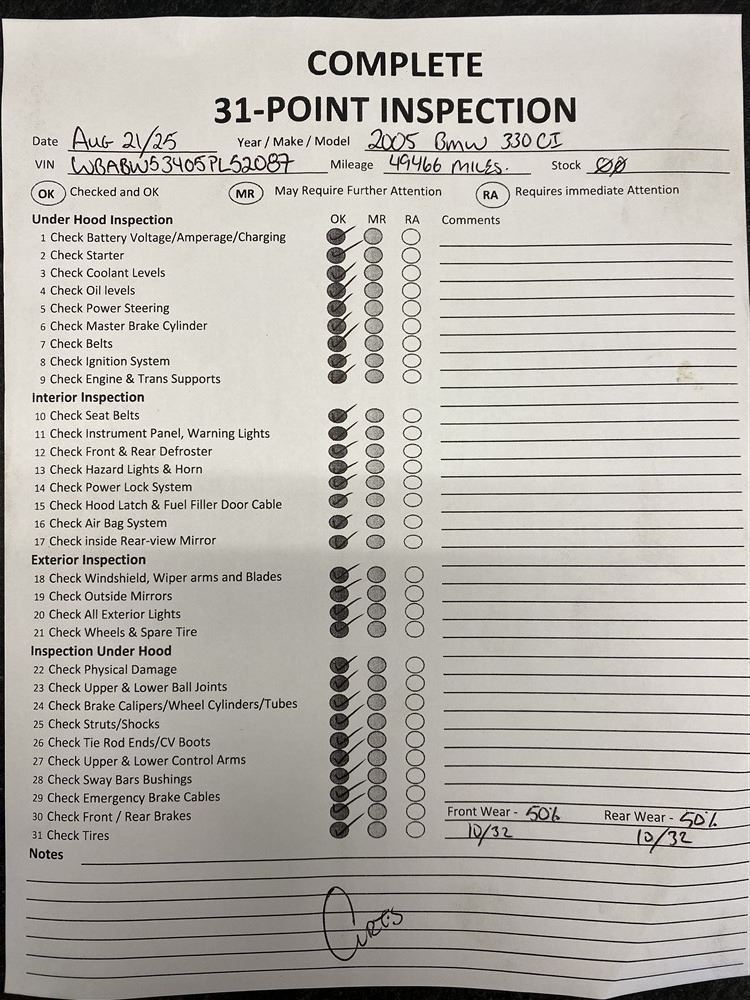 COMPLETE
31-POINT INSPECTION
Date Aug 21/25 Year / Make / Model 2005 BMW 330 CI
VIN WBABW53405PL52087 Mileage 49466 MILES. Stock 00
OK Checked and OK MR May Require Further Attention RA Requires immediate Attention
Under Hood Inspection OK MR RA Comments
1 Check Battery Voltage/Amperage/Charging
2 Check Starter
3 Check Coolant Levels
4 Check Oil levels
5 Check Power Steering
6 Check Master Brake Cylinder
7 Check Belts
8 Check Ignition System
9 Check Engine & Trans Supports
Interior Inspection
10 Check Seat Belts
11 Check Instrument Panel, Warning Lights
12 Check Front & Rear Defroster
13 Check Hazard Lights & Horn
14 Check Power Lock System
15 Check Hood Latch & Fuel Filler Door Cable
16 Check Air Bag System
17 Check inside Rear-view Mirror
Exterior Inspection
18 Check Windshield, Wiper arms and Blades
19 Check Outside Mirrors
20 Check All Exterior Lights
21 Check Wheels & Spare Tire
Inspection Under Hood
22 Check Physical Damage
23 Check Upper & Lower Ball Joints
24 Check Brake Calipers/Wheel Cylinders/Tubes
25 Check Struts/Shocks
26 Check Tie Rod Ends/CV Boots
27 Check Upper & Lower Control Arms
28 Check Sway Bars Bushings
29 Check Emergency Brake Cables
30 Check Front / Rear Brakes Front Wear - 50% Rear Wear - 50%
31 Check Tires 10/32 10/32
Notes
Curtis